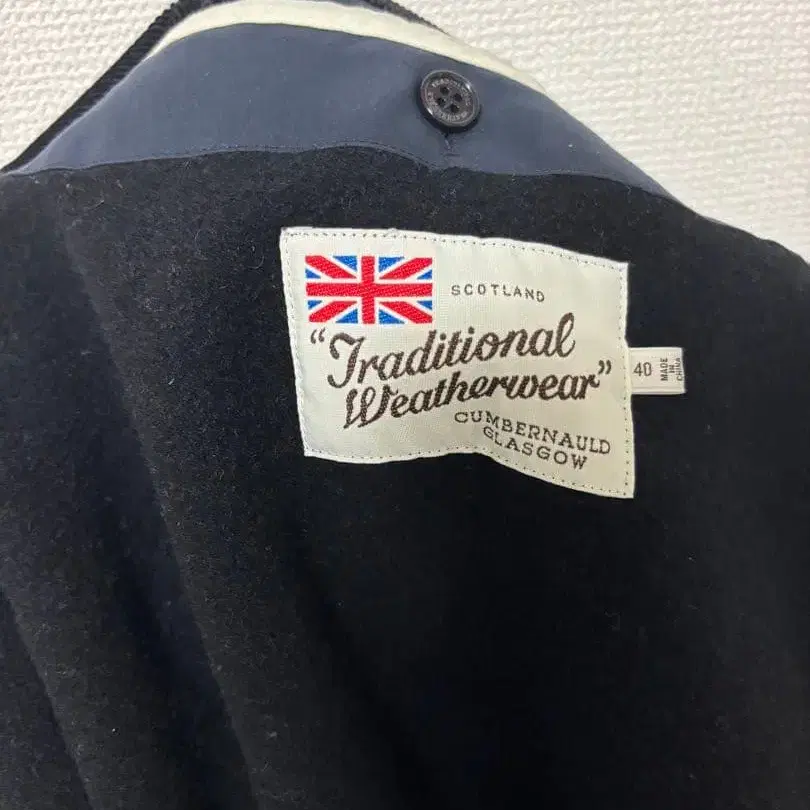 SCOTLAND
"Traditional
Weatherwear"
CUMBERNAULD
GLASGOW
40
MADE
IN
CHINA